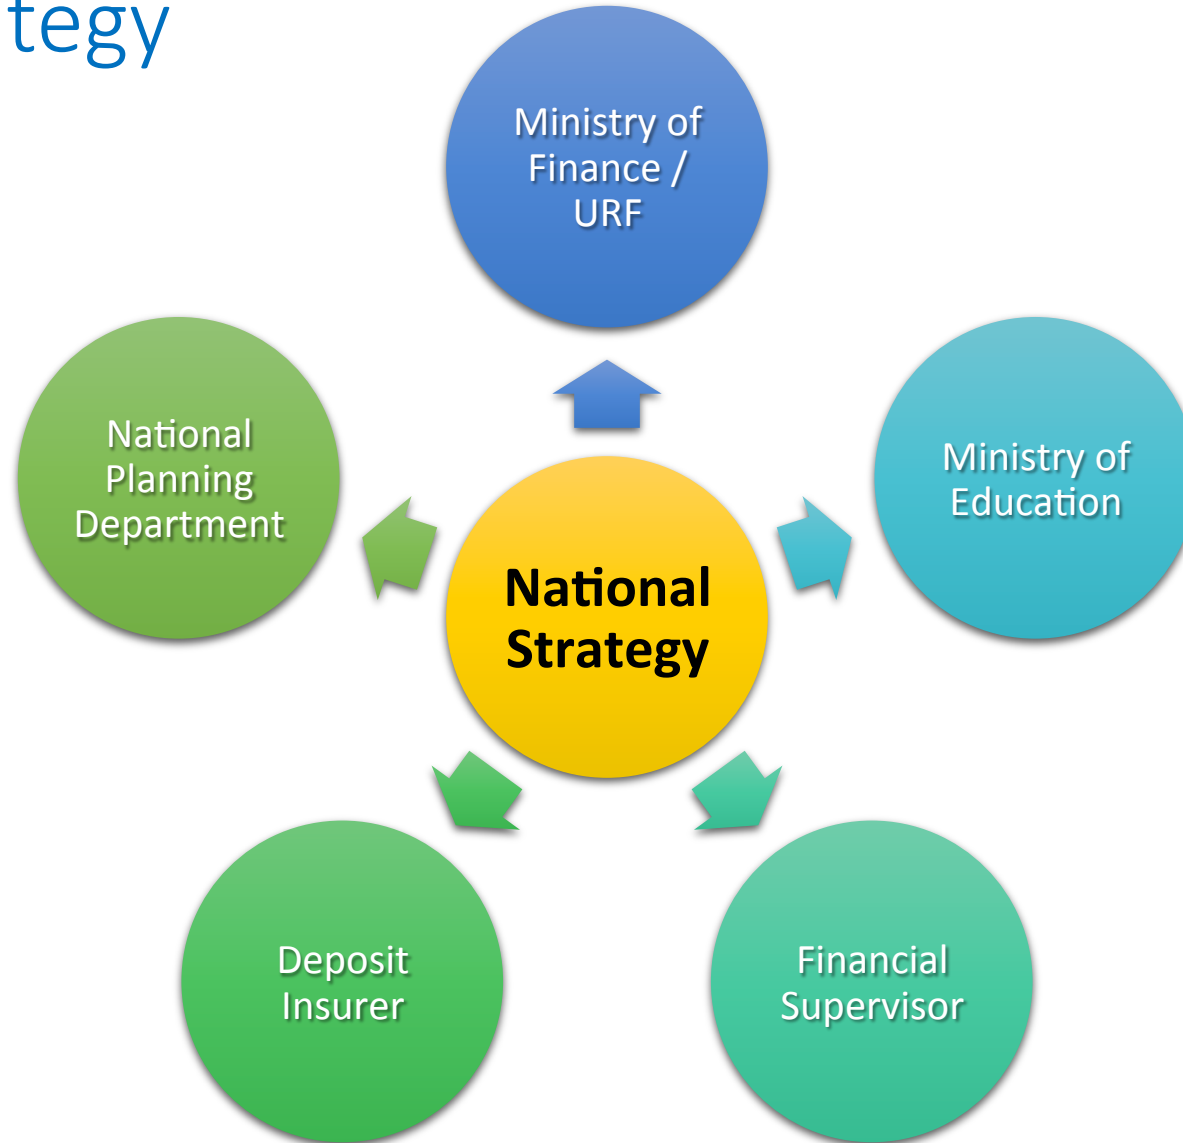 tegy
Ministry of
Finance /
URF
National
Planning
Department
Ministry of
Education
National
Strategy
Deposit
Insurer
Financial
Supervisor